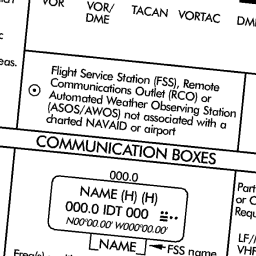 VOR VOR/ TACAN VORTAC
DME
eas.
Flight Service Station (FSS), Remote
Communications Outlet (RCO) or
Automated Weather Observing Station
(ASOS/AWOS) not associated with a
charted NAVAID or airport
COMMUNICATION BOXES
000.0
NAME (H) (H)
000.0 IDT 000
N00°00.00' W000°00.00'
NAME FSS name
Part
or C
Requ
LF/
VHF